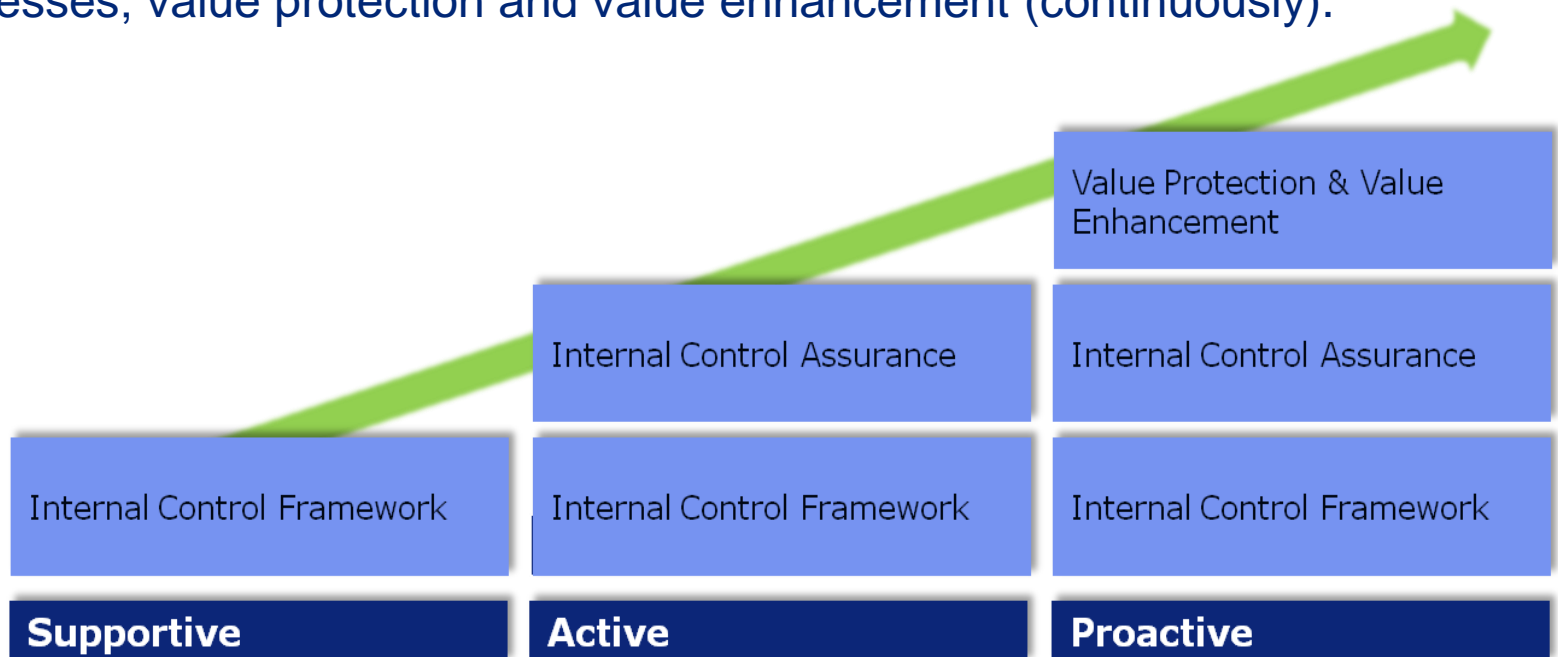 esses, value protection and value enhancement (continuously).
Value Protection & Value
Enhancement
Internal Control Assurance
Internal Control Assurance
Internal Control Framework
Internal Control Framework
Internal Control Framework
Supportive
Active
Proactive